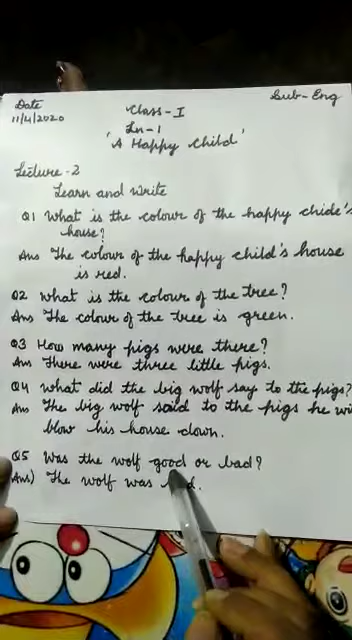 Date Sub-Eng
11/4/2020 Class-I
Ln-1
'A Happy Child'
Lecture-2
Learn and write
Q1 What is the colour of the happy chide's
house?
Ans The colour of the happy child's house
is red.
Q2 What is the colour of the tree?
Ans The colour of the tree is green.
Q3 How many pigs were there?
Ans There were three little pigs.
Q4 What did the big wolf say to the pigs?
Ans The big wolf said to the pigs he
blow his house down.
Q5 Was the wolf good or bad?
Ans) The wolf was